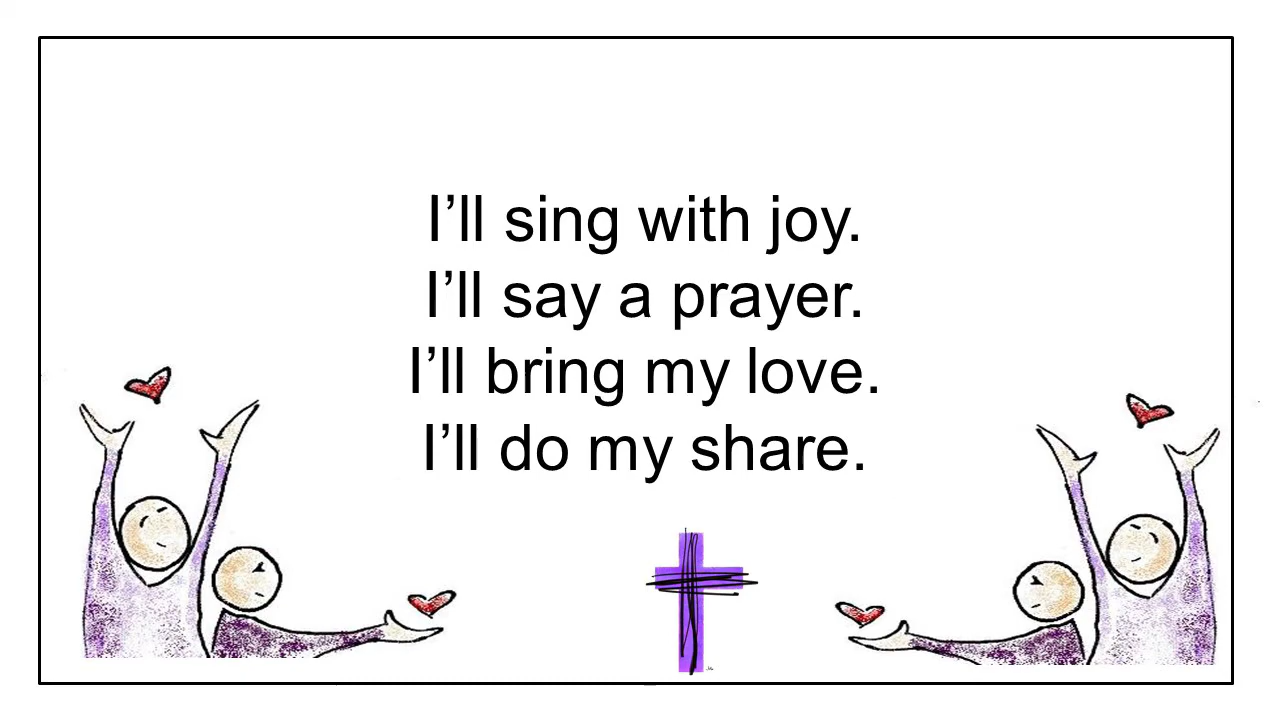 I’ll sing with joy.
I’ll say a prayer.
I’ll bring my love.
I’ll do my share.